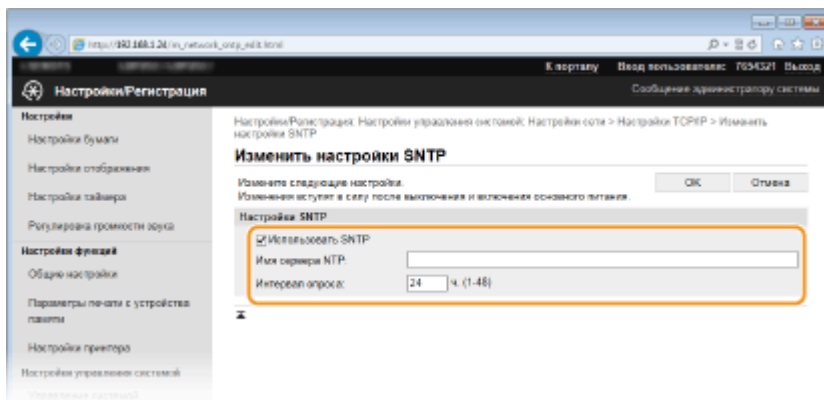 http://192.168.1.24/m_network_sntp_edit.html
К порталу Вход пользователя: 7654321 Выход
Настройки/Регистрация
Сообщение администратору системы
Настройки
Настройки бумаги
Настройки отображения
Настройки таймера
Регулировка громкости звука
Настройки функций
Общие настройки
Параметры печати с устройства
памяти
Настройки принтера
Настройки управления системой
Управление системой
Настройки/Регистрация: Настройки управления системой: Настройки сети > Настройки TCP/IP > Изменить
настройки SNTP
Изменить настройки SNTP
Измените следующие настройки.
Изменения вступят в силу после выключения и включения основного питания.
OK Отмена
Настройки SNTP
Использовать SNTP
Имя сервера NTP:
Интервал опроса: 24 ч. (1-48)